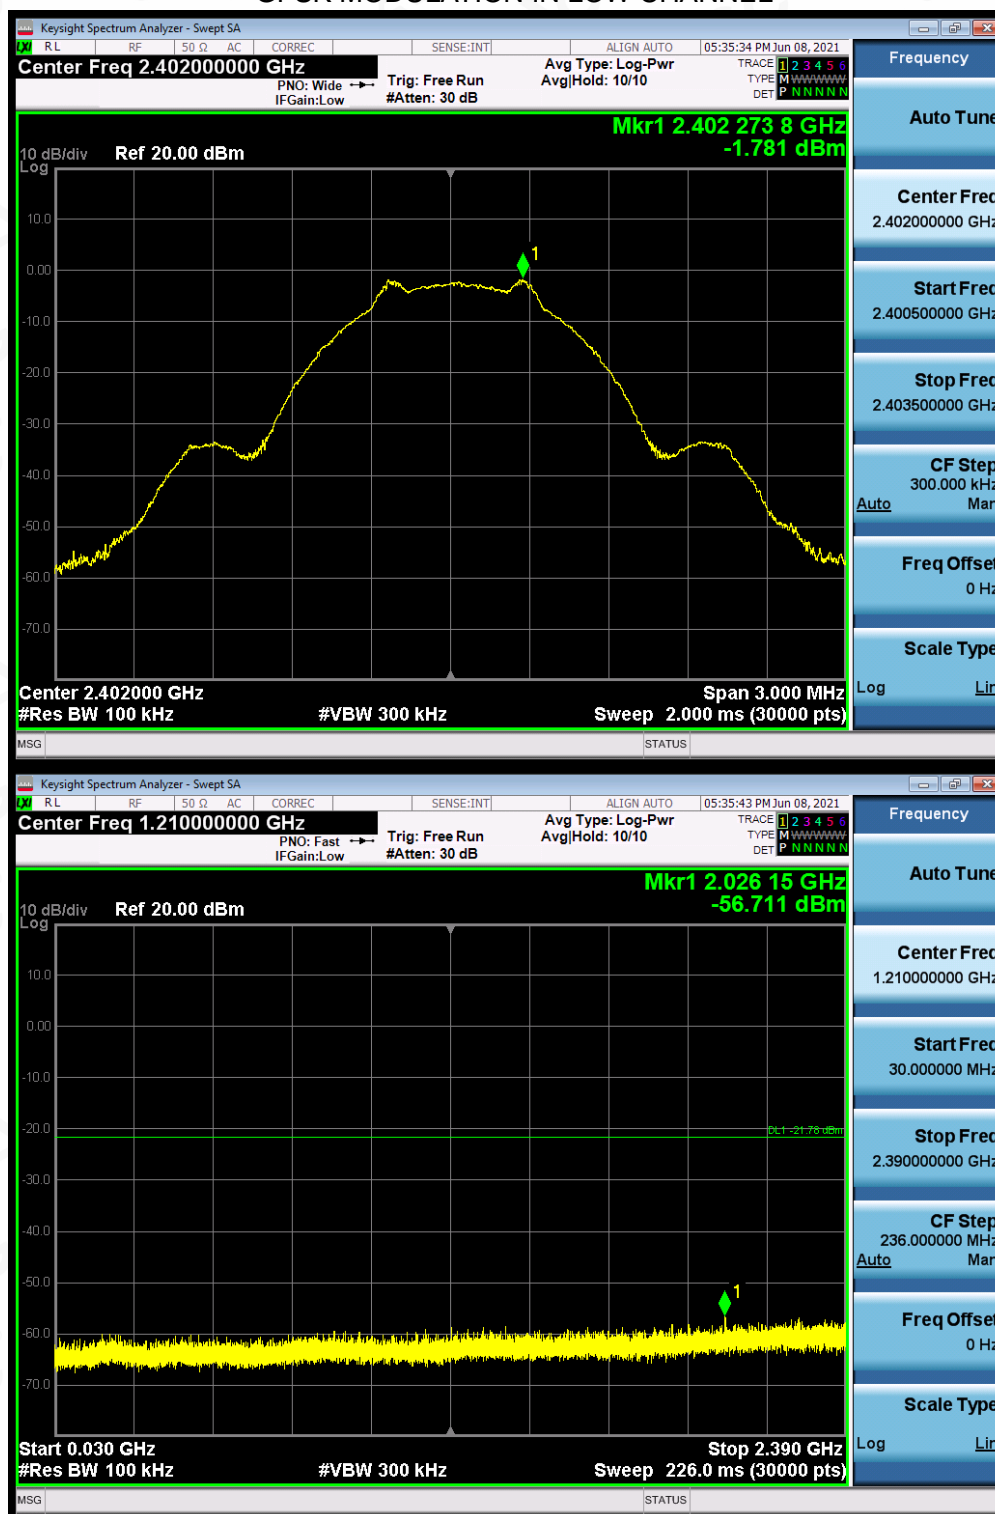 GFSK MODULATION IN LOW CHANNEL
Keysight Spectrum Analyzer - Swept SA
LXI RL RF 50 Ω AC CORREC SENSE:INT ALIGN AUTO 05:35:34 PM Jun 08, 2021
Center Freq 2.402000000 GHz
PNO: Wide
IFGain:Low
Trig: Free Run
#Atten: 30 dB
Avg Type: Log-Pwr
Avg|Hold: 10/10
TRACE 1 2 3 4 5 6
TYPE M WWWWW
DET P N N N N N
Mkr1 2.402 273 8 GHz
-1.781 dBm
10 dB/div Ref 20.00 dBm
Log
1
10.0
0.00
-10.0
-20.0
-30.0
-40.0
-50.0
-60.0
-70.0
Center 2.402000 GHz Span 3.000 MHz
#Res BW 100 kHz #VBW 300 kHz Sweep 2.000 ms (30000 pts)
MSG STATUS
Frequency
Auto Tune
Center Freq
2.402000000 GHz
Start Freq
2.400500000 GHz
Stop Freq
2.403500000 GHz
CF Step
300.000 kHz
Auto Man
Freq Offset
0 Hz
Scale Type
Log Lin
Keysight Spectrum Analyzer - Swept SA
LXI RL RF 50 Ω AC CORREC SENSE:INT ALIGN AUTO 05:35:43 PM Jun 08, 2021
Center Freq 1.210000000 GHz
PNO: Fast
IFGain:Low
Trig: Free Run
#Atten: 30 dB
Avg Type: Log-Pwr
Avg|Hold: 10/10
TRACE 1 2 3 4 5 6
TYPE M WWWWW
DET P N N N N N
Mkr1 2.026 15 GHz
-56.711 dBm
10 dB/div Ref 20.00 dBm
Log
10.0
0.00
-10.0
-20.0
DL1 -21.78 dBm
-30.0
-40.0
-50.0
1
-60.0
-70.0
Start 0.030 GHz Stop 2.390 GHz
#Res BW 100 kHz #VBW 300 kHz Sweep 226.0 ms (30000 pts)
MSG STATUS
Frequency
Auto Tune
Center Freq
1.210000000 GHz
Start Freq
30.000000 MHz
Stop Freq
2.390000000 GHz
CF Step
236.000000 MHz
Auto Man
Freq Offset
0 Hz
Scale Type
Log Lin